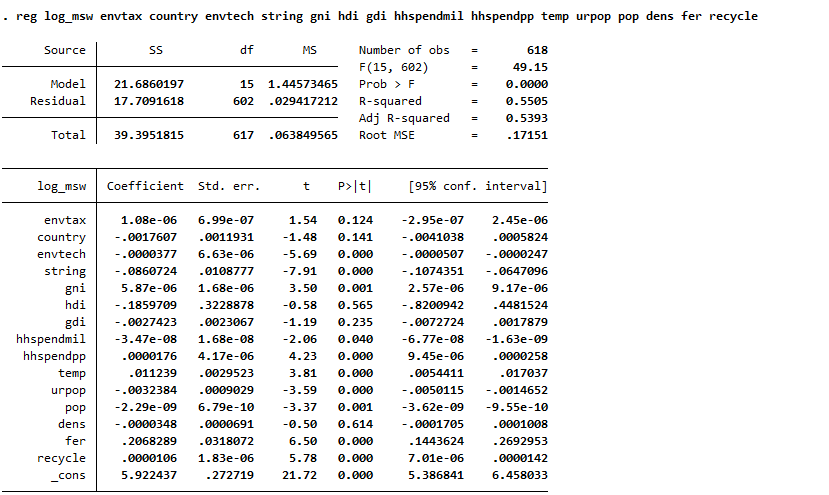 . reg log_msw envtax country envtech string gni hdi gdi hhspendmil hhspendpp temp urpop pop dens fer recycle
Source | SS df MS Number of obs = 618
F(15, 602) = 49.15
Model | 21.6860197 15 1.44573465 Prob > F = 0.0000
Residual | 17.7091618 602 .029417212 R-squared = 0.5505
Adj R-squared = 0.5393
Total | 39.3951815 617 .063849565 Root MSE = .17151
log_msw | Coefficient Std. err. t P>|t| [95% conf. interval]
envtax | 1.08e-06 6.99e-07 1.54 0.124 -2.95e-07 2.45e-06
country | -.0017607 .0011931 -1.48 0.141 -.0041038 .0005824
envtech | -.0000377 6.63e-06 -5.69 0.000 -.0000507 -.0000247
string | -.0860724 .0108777 -7.91 0.000 -.1074351 -.0647096
gni | 5.87e-06 1.68e-06 3.50 0.001 2.57e-06 9.17e-06
hdi | -.1859709 .3228878 -0.58 0.565 -.8200942 .4481524
gdi | -.0027423 .0023067 -1.19 0.235 -.0072724 .0017879
hhspendmil | -3.47e-08 1.68e-08 -2.06 0.040 -6.77e-08 -1.63e-09
hhspendpp | .0000176 4.17e-06 4.23 0.000 9.45e-06 .0000258
temp | .011239 .0029523 3.81 0.000 .0054411 .017037
urpop | -.0032384 .0009029 -3.59 0.000 -.0050115 -.0014652
pop | -2.29e-09 6.79e-10 -3.37 0.001 -3.62e-09 -9.55e-10
dens | -.0000348 .0000691 -0.50 0.614 -.0001705 .0001008
fer | .2068289 .0318072 6.50 0.000 .1443624 .2692953
recycle | .0000106 1.83e-06 5.78 0.000 7.01e-06 .0000142
_cons | 5.922437 .272719 21.72 0.000 5.386841 6.458033